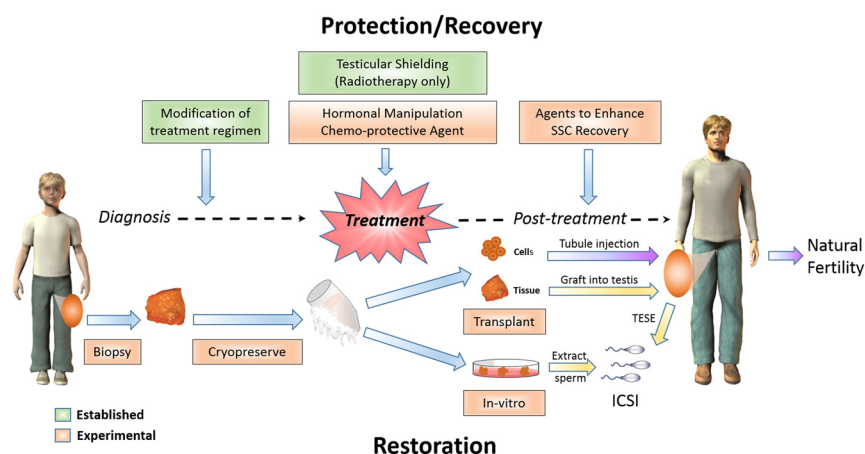 Protection/Recovery
Testicular Shielding
(Radiotherapy only)
Modification of
treatment regimen
Hormonal Manipulation
Chemo-protective Agent
Agents to Enhance
SSC Recovery
Diagnosis
Treatment
Post-treatment
Cells
Tubule injection
Natural
Fertility
Tissue
Graft into testis
Transplant
TESE
Biopsy
Cryopreserve
Extract
sperm
In-vitro
ICSI
Established
Experimental
Restoration